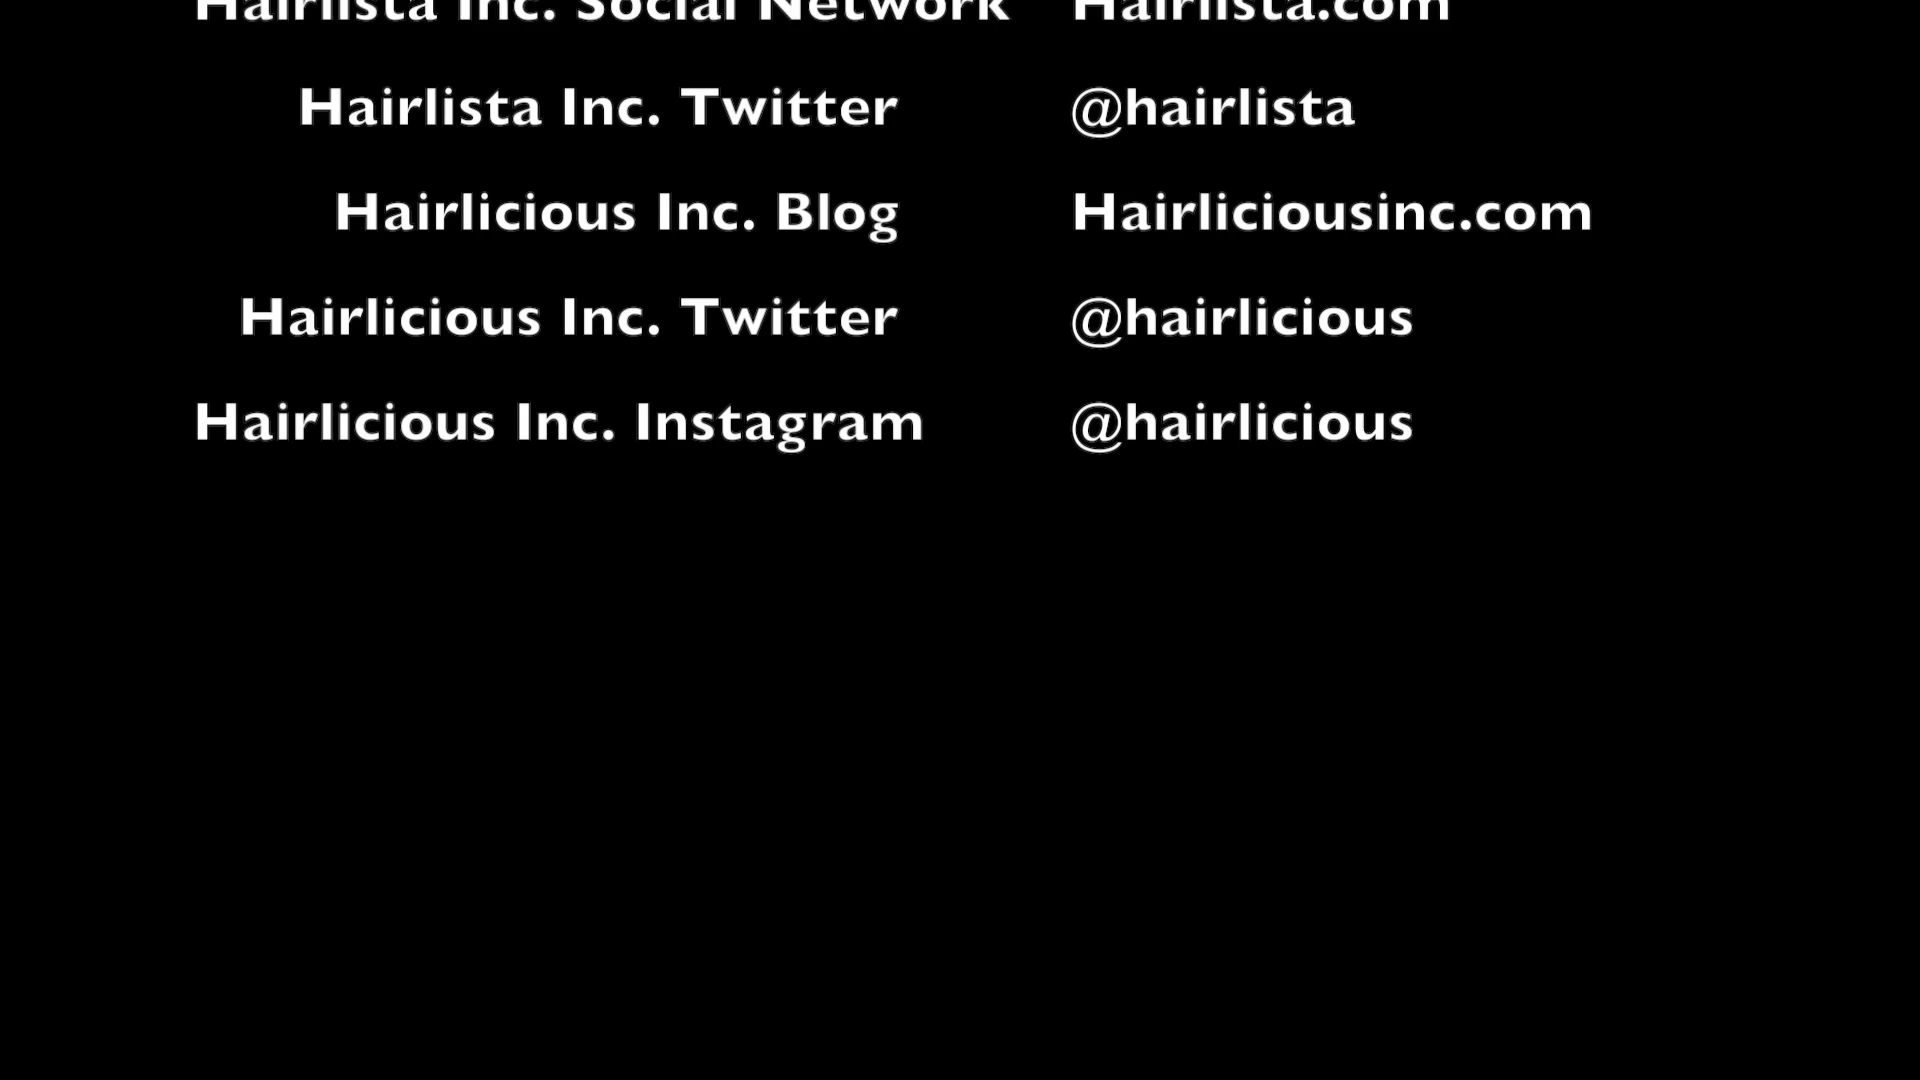 Hairlista Inc. Social Network Hairlista.com
Hairlista Inc. Twitter @hairlista
Hairlicious Inc. Blog Hairliciousinc.com
Hairlicious Inc. Twitter @hairlicious
Hairlicious Inc. Instagram @hairlicious